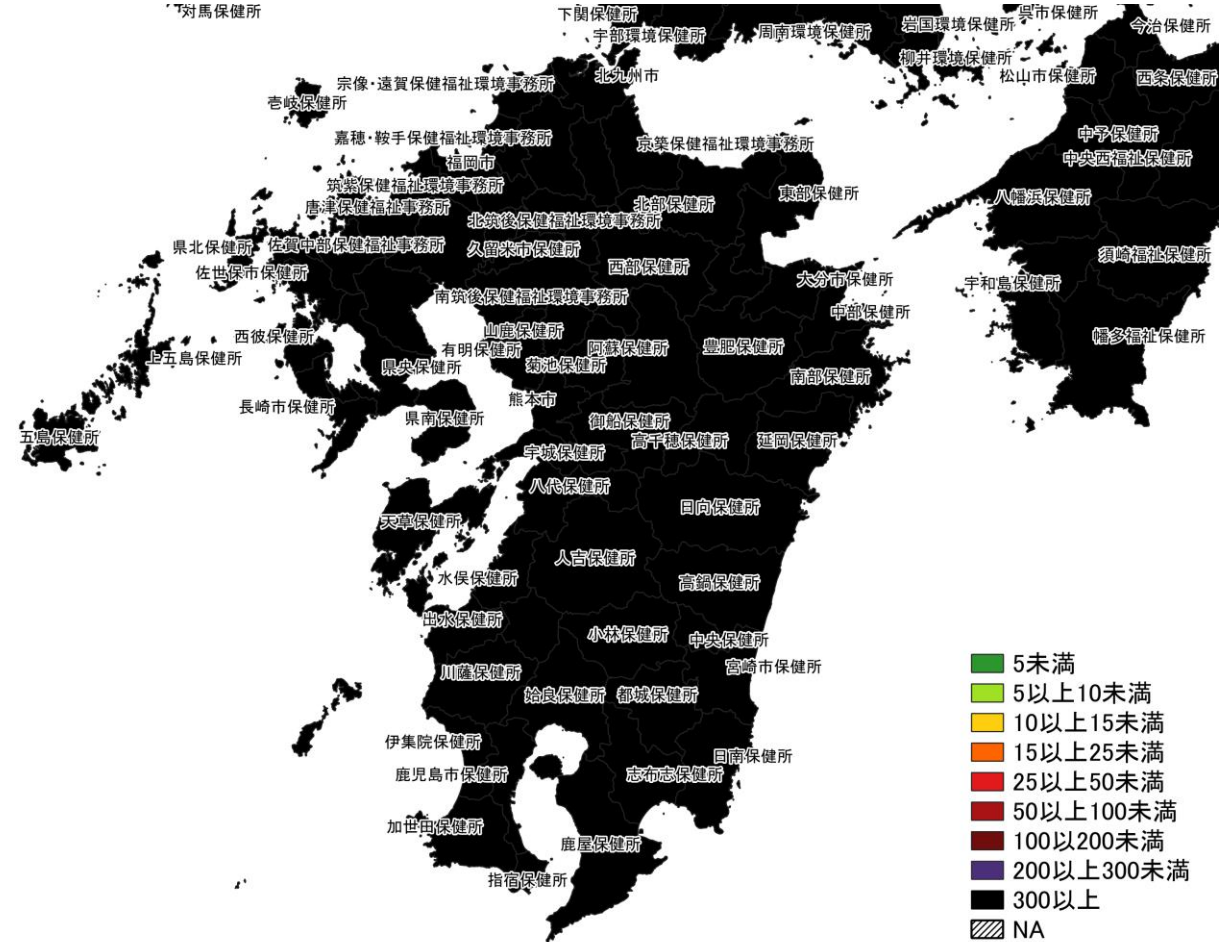 対馬保健所
下関保健所
呉市保健所
岩国環境保健所
今治保健所
宇部環境保健所
周南環境保健所
柳井環境保健所
北九州市
松山市保健所
西条保健所
宗像・遠賀保健福祉環境事務所
壱岐保健所
中予保健所
嘉穂・鞍手保健福祉環境事務所
京築保健福祉環境事務所
福岡市
中央西福祉保健所
筑紫保健福祉環境事務所
東部保健所
八幡浜保健所
唐津保健福祉事務所
北部保健所
北筑後保健福祉環境事務所
県北保健所
佐賀中部保健福祉事務所
久留米市保健所
須崎福祉保健所
佐世保市保健所
西部保健所
大分市保健所
宇和島保健所
南筑後保健福祉環境事務所
中部保健所
西彼保健所
山鹿保健所
幡多福祉保健所
有明保健所
阿蘇保健所
豊肥保健所
上五島保健所
県央保健所
菊池保健所
南部保健所
長崎市保健所
熊本市
県南保健所
御船保健所
五島保健所
高千穂保健所
延岡保健所
宇城保健所
八代保健所
日向保健所
天草保健所
人吉保健所
水俣保健所
高鍋保健所
出水保健所
小林保健所
中央保健所
宮崎市保健所
川薩保健所
姶良保健所
都城保健所
伊集院保健所
日南保健所
鹿児島市保健所
志布志保健所
加世田保健所
鹿屋保健所
指宿保健所
5未満
5以上10未満
10以上15未満
15以上25未満
25以上50未満
50以上100未満
100以200未満
200以上300未満
300以上
NA